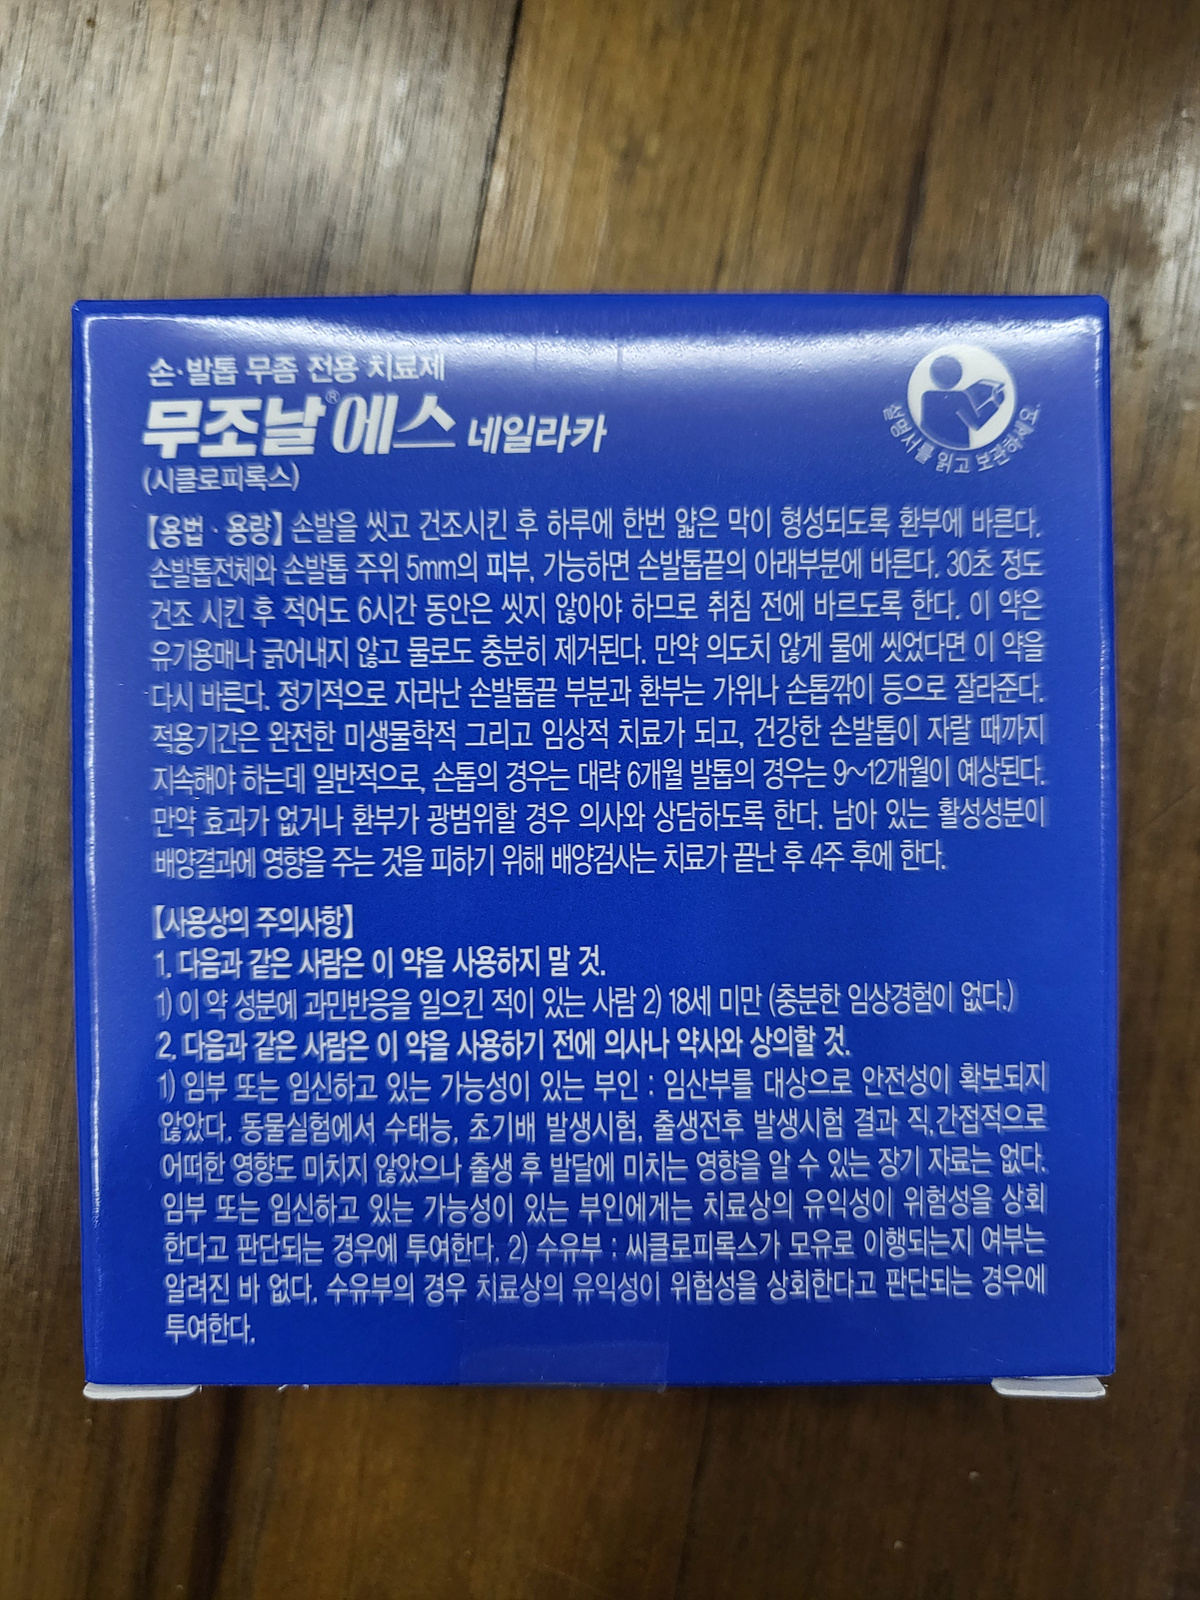 손·발톱 무좀 전용 치료제
무조날®에스 네일라카
(시클로피록스)
설명서를 읽고 보관하세요.
【용법·용량】손발을 씻고 건조시킨 후 하루에 한번 얇은 막이 형성되도록 환부에 바른다.
손발톱전체와 손발톱 주위 5mm의 피부, 가능하면 손발톱끝의 아래부분에 바른다. 30초 정도
건조 시킨 후 적어도 6시간 동안은 씻지 않아야 하므로 취침 전에 바르도록 한다. 이 약은
유기용매나 긁어내지 않고 물로도 충분히 제거된다. 만약 의도치 않게 물에 씻었다면 이 약을
다시 바른다. 정기적으로 자라난 손발톱끝 부분과 환부는 가위나 손톱깎이 등으로 잘라준다.
적용기간은 완전한 미생물학적 그리고 임상적 치료가 되고, 건강한 손발톱이 자랄 때까지
지속해야 하는데 일반적으로, 손톱의 경우는 대략 6개월 발톱의 경우는 9~12개월이 예상된다.
만약 효과가 없거나 환부가 광범위할 경우 의사와 상담하도록 한다. 남아 있는 활성성분이
배양결과에 영향을 주는 것을 피하기 위해 배양검사는 치료가 끝난 후 4주 후에 한다.
【사용상의 주의사항】
1. 다음과 같은 사람은 이 약을 사용하지 말 것.
1) 이 약 성분에 과민반응을 일으킨 적이 있는 사람 2) 18세 미만 (충분한 임상경험이 없다.)
2. 다음과 같은 사람은 이 약을 사용하기 전에 의사나 약사와 상의할 것.
1) 임부 또는 임신하고 있는 가능성이 있는 부인 : 임산부를 대상으로 안전성이 확보되지
않았다. 동물실험에서 수태능, 초기배 발생시험, 출생전후 발생시험 결과 직,간접적으로
어떠한 영향도 미치지 않았으나 출생 후 발달에 미치는 영향을 알 수 있는 장기 자료는 없다.
임부 또는 임신하고 있는 가능성이 있는 부인에게는 치료상의 유익성이 위험성을 상회
한다고 판단되는 경우에 투여한다. 2) 수유부 : 씨클로피록스가 모유로 이행되는지 여부는
알려진 바 없다. 수유부의 경우 치료상의 유익성이 위험성을 상회한다고 판단되는 경우에
투여한다.